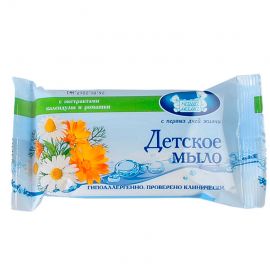 с экстрактами
календулы и ромашки
с первых дней жизни
Детское
мыло
ГИПОАЛЛЕРГЕННО. ПРОВЕРЕНО КЛИНИЧЕСКИ